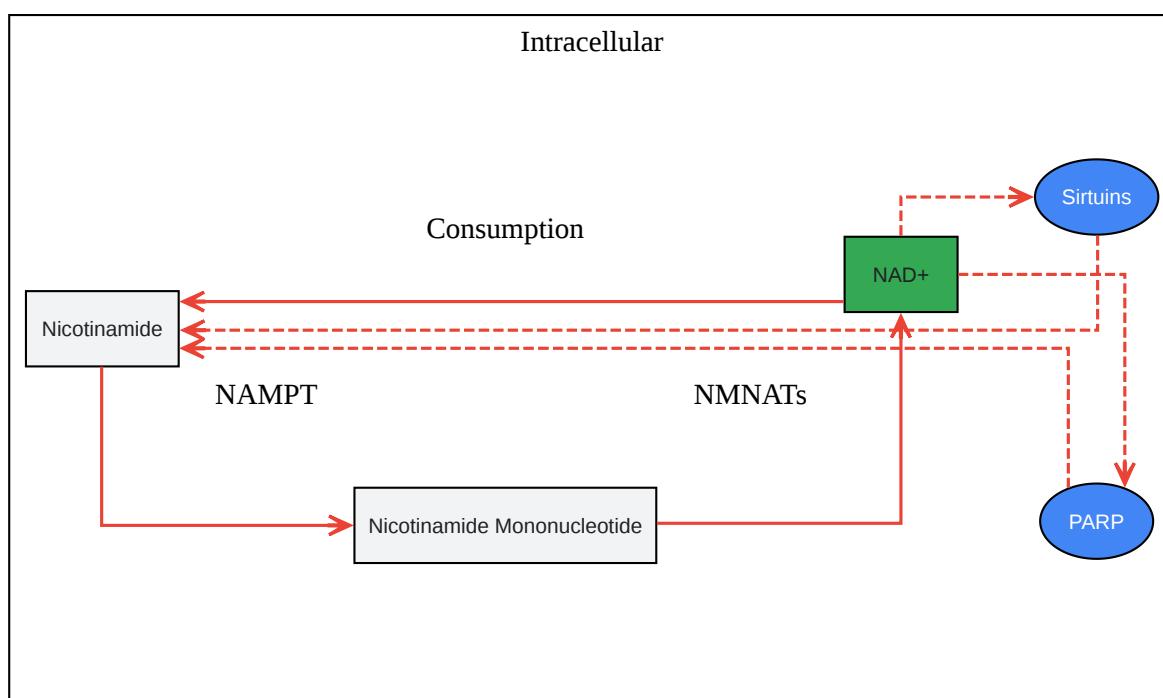 Intracellular
Sirtuins
Consumption
NAD+
Nicotinamide
NAMPT
NMNATs
Nicotinamide Mononucleotide
PARP